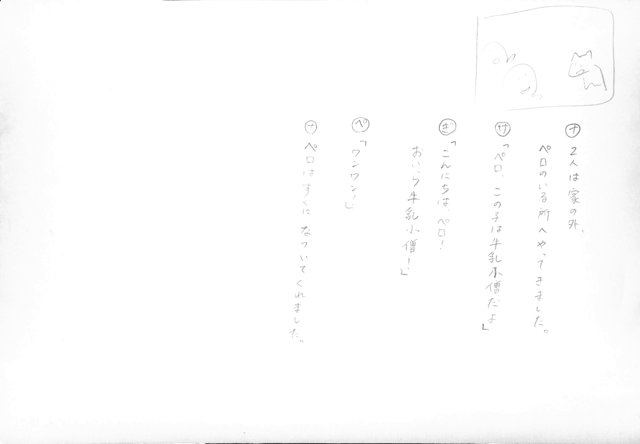 ナ 2人は家の外、
ペロのいる所へやってきました。
サ「ペロ、この子は牛乳小僧だよ」
ぎ「こんにちは、ペロ!
おいら牛乳小僧!」
ペ「ワンワン!」
ナ ペロはすぐになついてくれました。